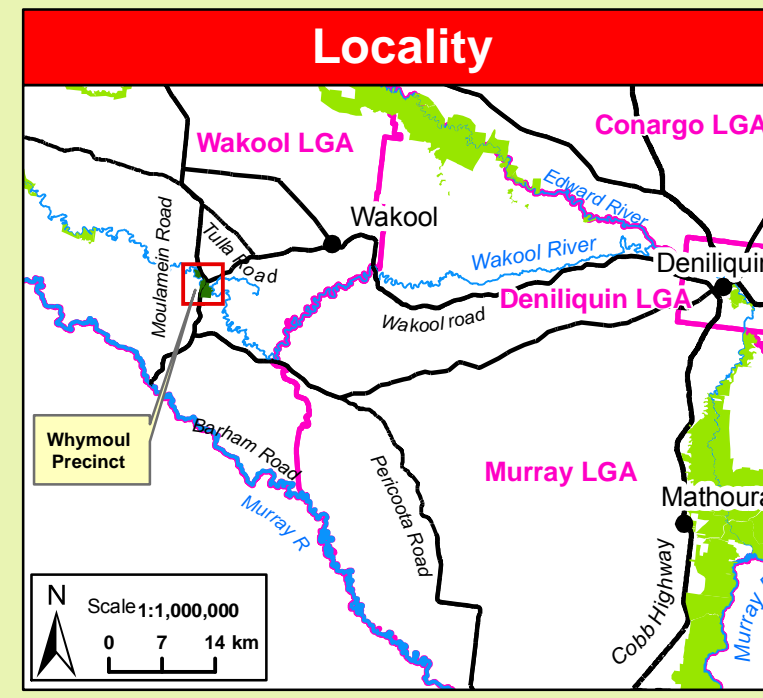 Locality
Wakool LGA
Conargo LGA
Edward River
Wakool
Moulamein Road
Tulla Road
Wakool River
Deniliquin
Deniliquin LGA
Wakool road
Whymoul
Precinct
Barham Road
Pericoota Road
Murray LGA
Mathoura
Murray R
Cobb Highway
Murray
N
Scale 1:1,000,000
0 7 14 km